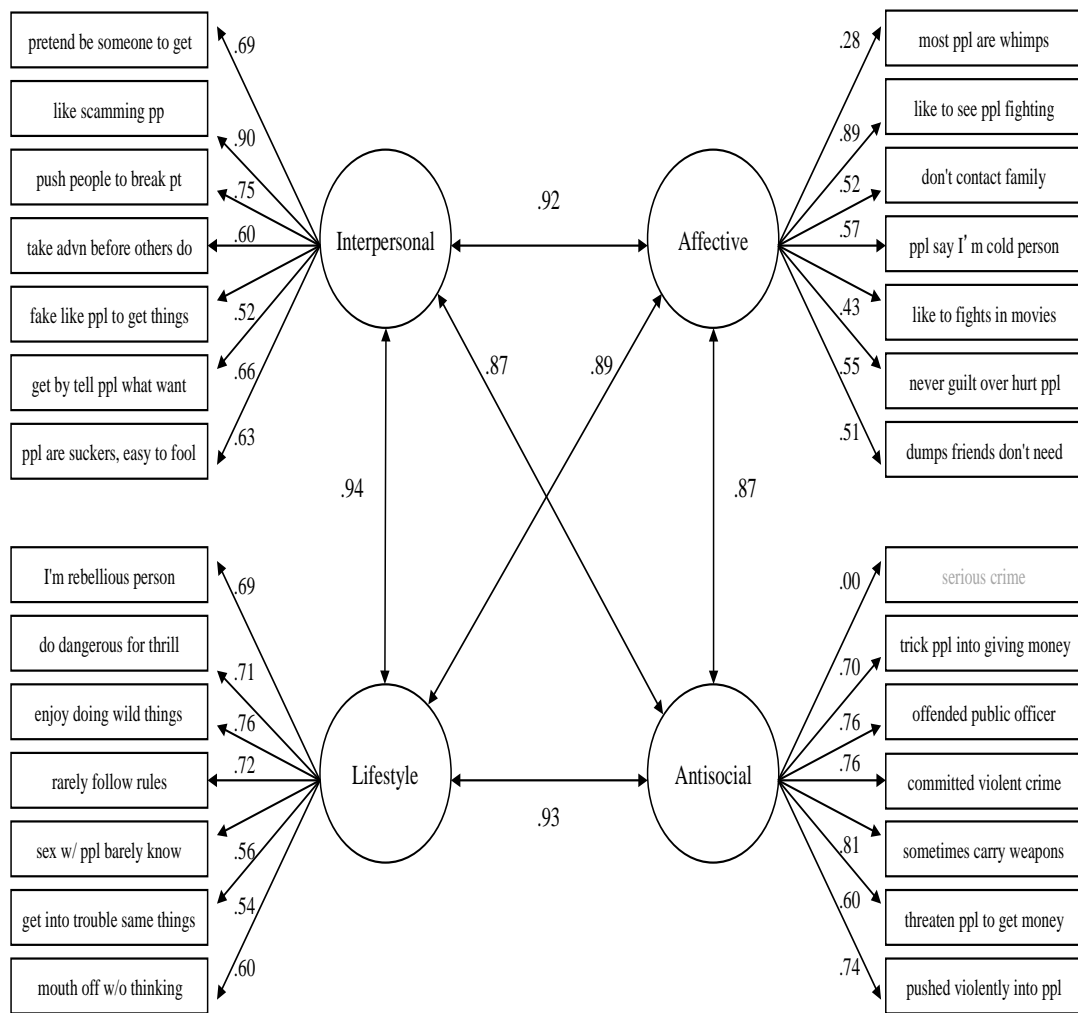 pretend be someone to get
like scamming pp
push people to break pt
take advn before others do
fake like ppl to get things
get by tell ppl what want
ppl are suckers, easy to fool
.69
.90
.75
.60
.52
.66
.63
Interpersonal
.92
Affective
.28
.89
.52
.57
.43
.55
.51
most ppl are whimps
like to see ppl fighting
don't contact family
ppl say I'm cold person
like to fights in movies
never guilt over hurt ppl
dumps friends don't need
.87
.89
.94
.87
I'm rebellious person
do dangerous for thrill
enjoy doing wild things
rarely follow rules
sex w/ ppl barely know
get into trouble same things
mouth off w/o thinking
.69
.71
.76
.72
.56
.54
.60
Lifestyle
.93
Antisocial
.00
.70
.76
.76
.81
.60
.74
serious crime
trick ppl into giving money
offended public officer
committed violent crime
sometimes carry weapons
threaten ppl to get money
pushed violently into ppl